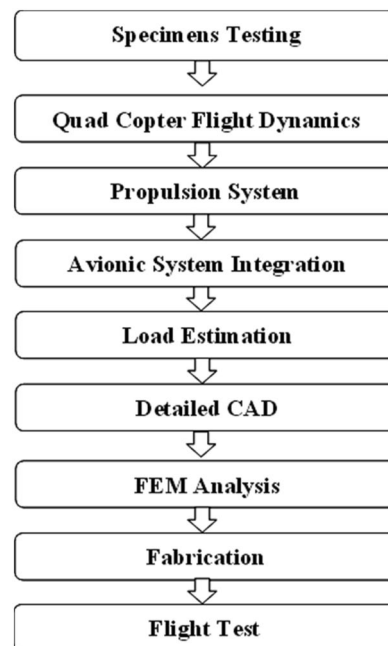 Specimens Testing
Quad Copter Flight Dynamics
Propulsion System
Avionic System Integration
Load Estimation
Detailed CAD
FEM Analysis
Fabrication
Flight Test